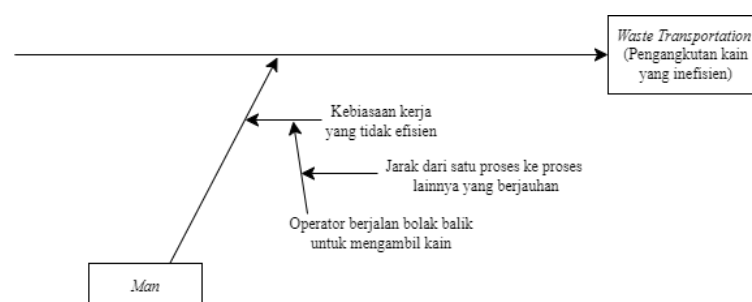 Waste Transportation
(Pengangkutan kain
yang inefisien)
Kebiasaan kerja
yang tidak efisien
Jarak dari satu proses ke proses
lainnya yang berjauhan
Operator berjalan bolak balik
untuk mengambil kain
Man